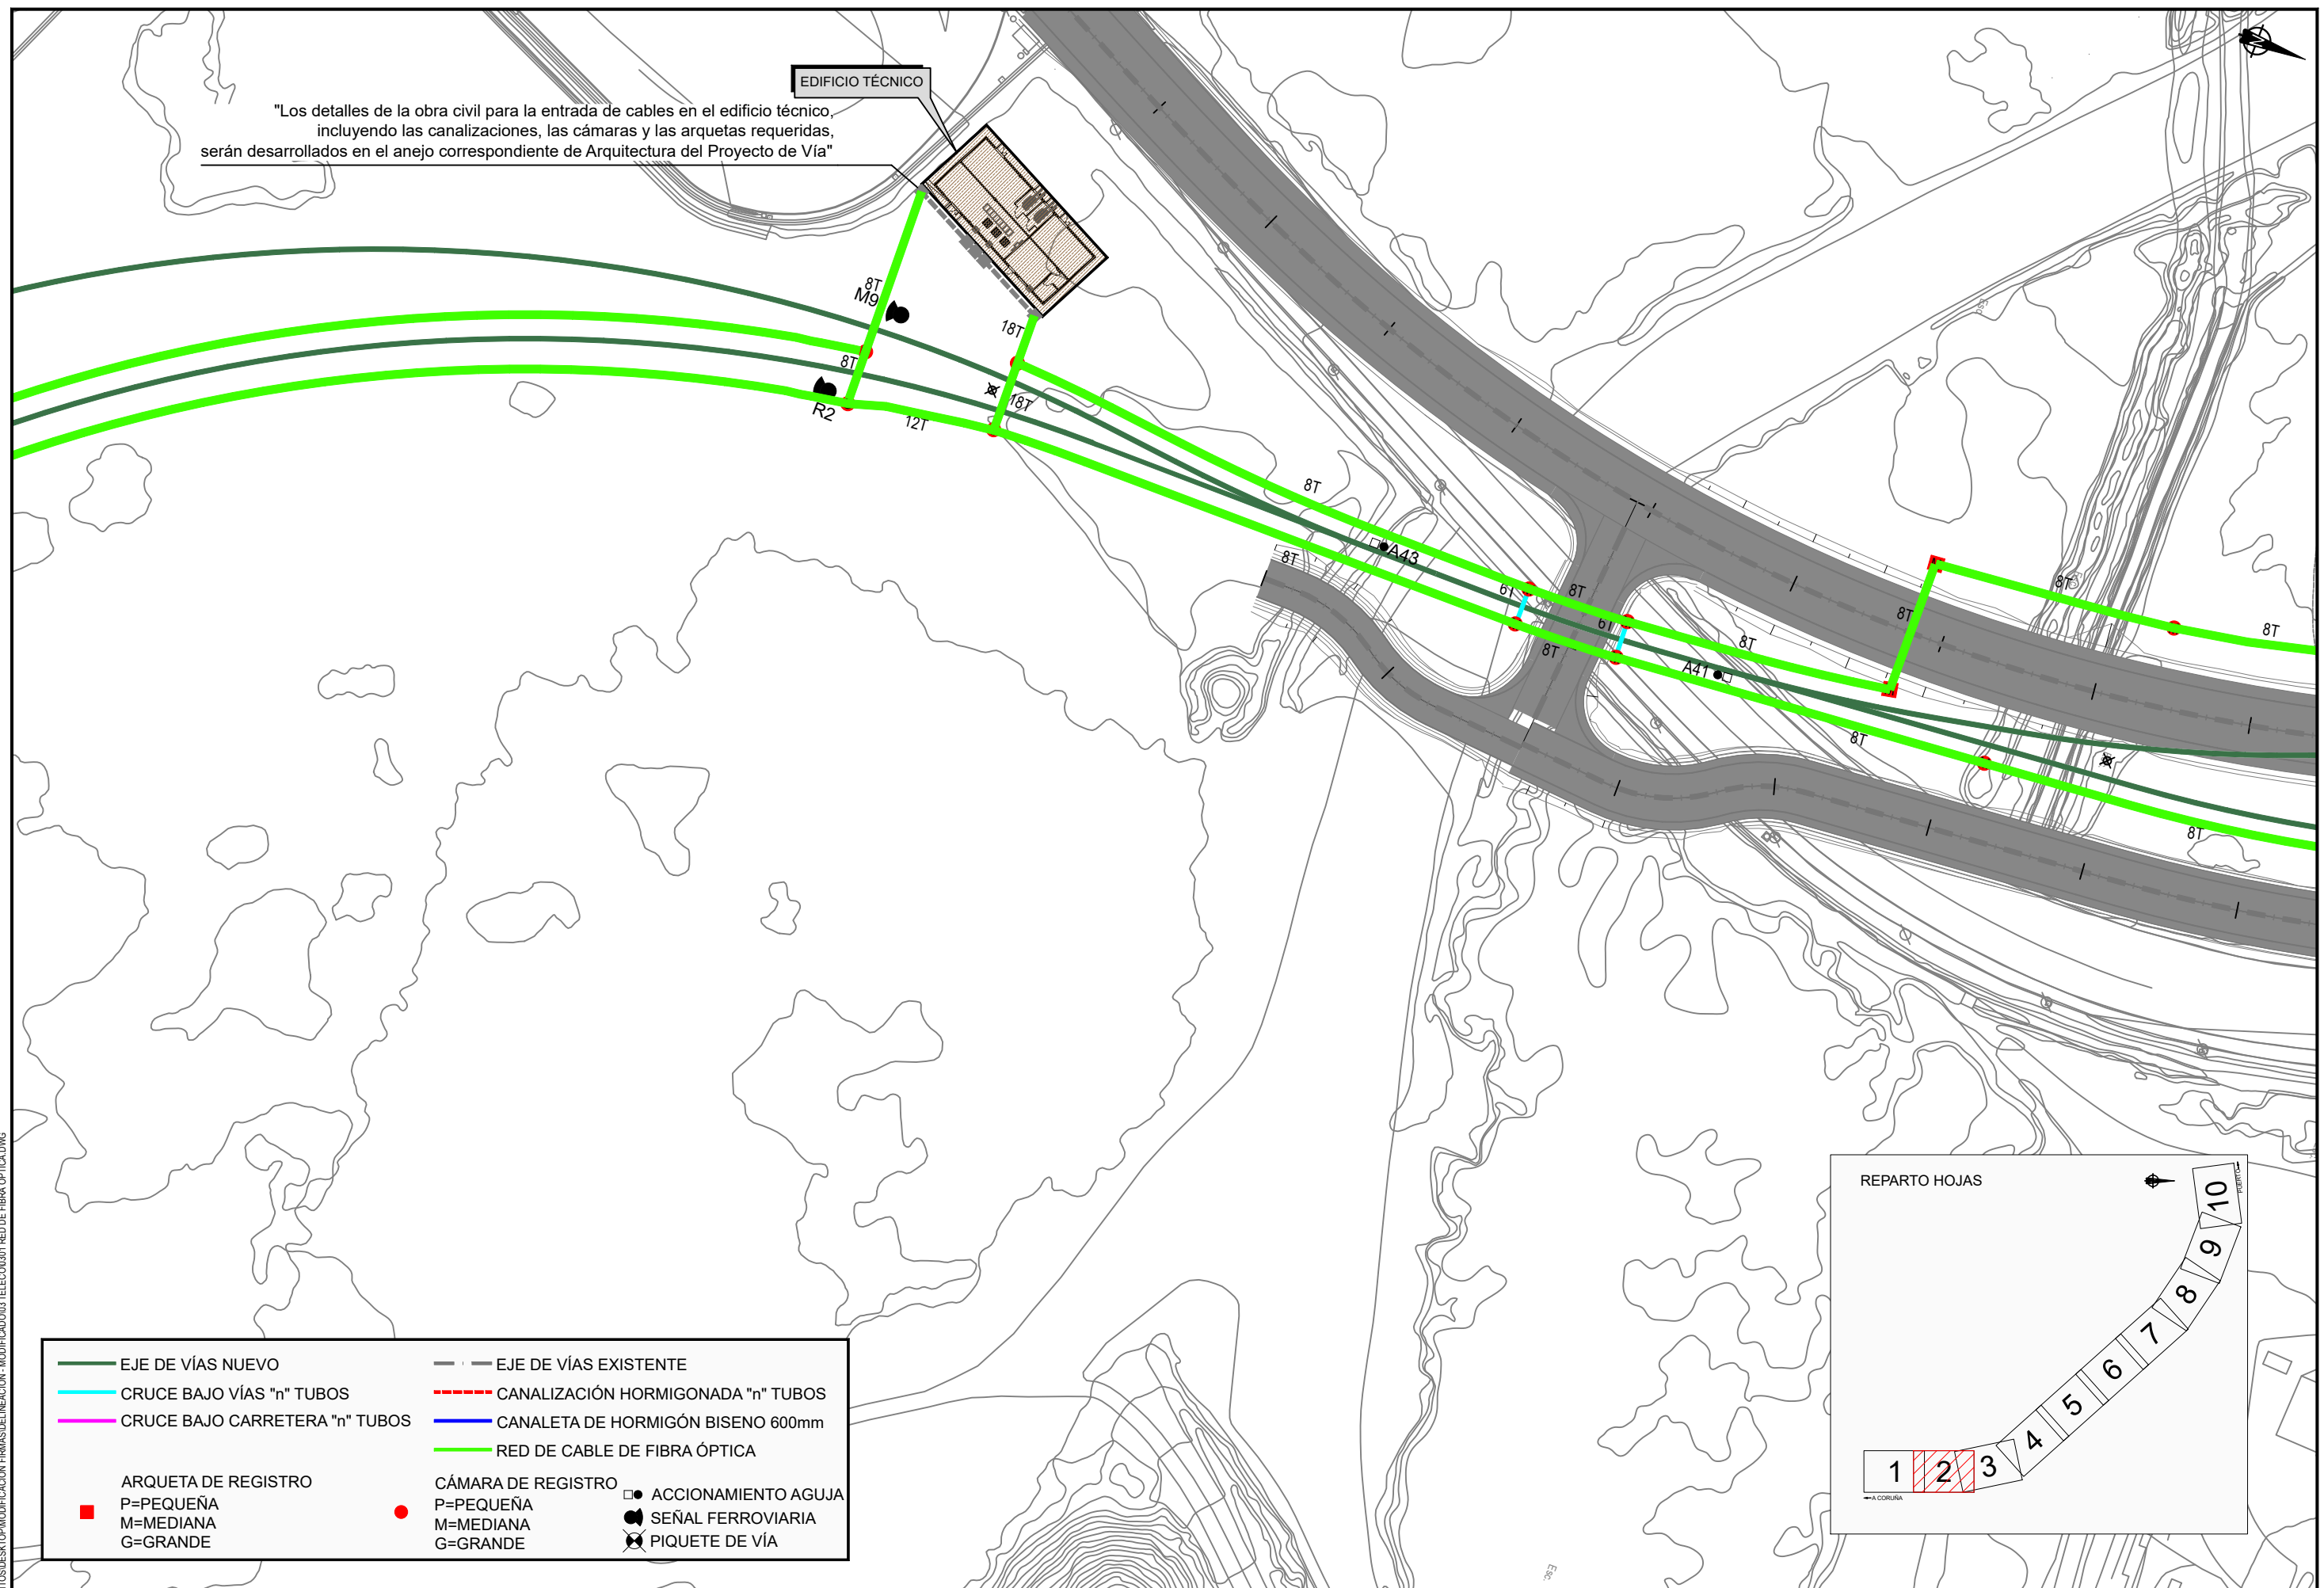 EDIFICIO TÉCNICO
"Los detalles de la obra civil para la entrada de cables en el edificio técnico,
incluyendo las canalizaciones, las cámaras y las arquetas requeridas,
serán desarrollados en el anejo correspondiente de Arquitectura del Proyecto de Vía"
N
8T
M9
18T
8T
R2
18T
12T
8T
A43
8T
6T
8T
6T
8T
8T
A41
8T
8T
8T
8T
8T
8T
ESC.
ESC.
REPARTO HOJAS
PUERTO
10
9
8
7
6
5
4
3
2
1
A CORUÑA
EJE DE VÍAS NUEVO
CRUCE BAJO VÍAS "n" TUBOS
CRUCE BAJO CARRETERA "n" TUBOS
EJE DE VÍAS EXISTENTE
CANALIZACIÓN HORMIGONADA "n" TUBOS
CANALETA DE HORMIGÓN BISENO 600mm
RED DE CABLE DE FIBRA ÓPTICA
ARQUETA DE REGISTRO
P=PEQUEÑA
M=MEDIANA
G=GRANDE
CÁMARA DE REGISTRO
P=PEQUEÑA
M=MEDIANA
G=GRANDE
ACCIONAMIENTO AGUJA
SEÑAL FERROVIARIA
PIQUETE DE VÍA